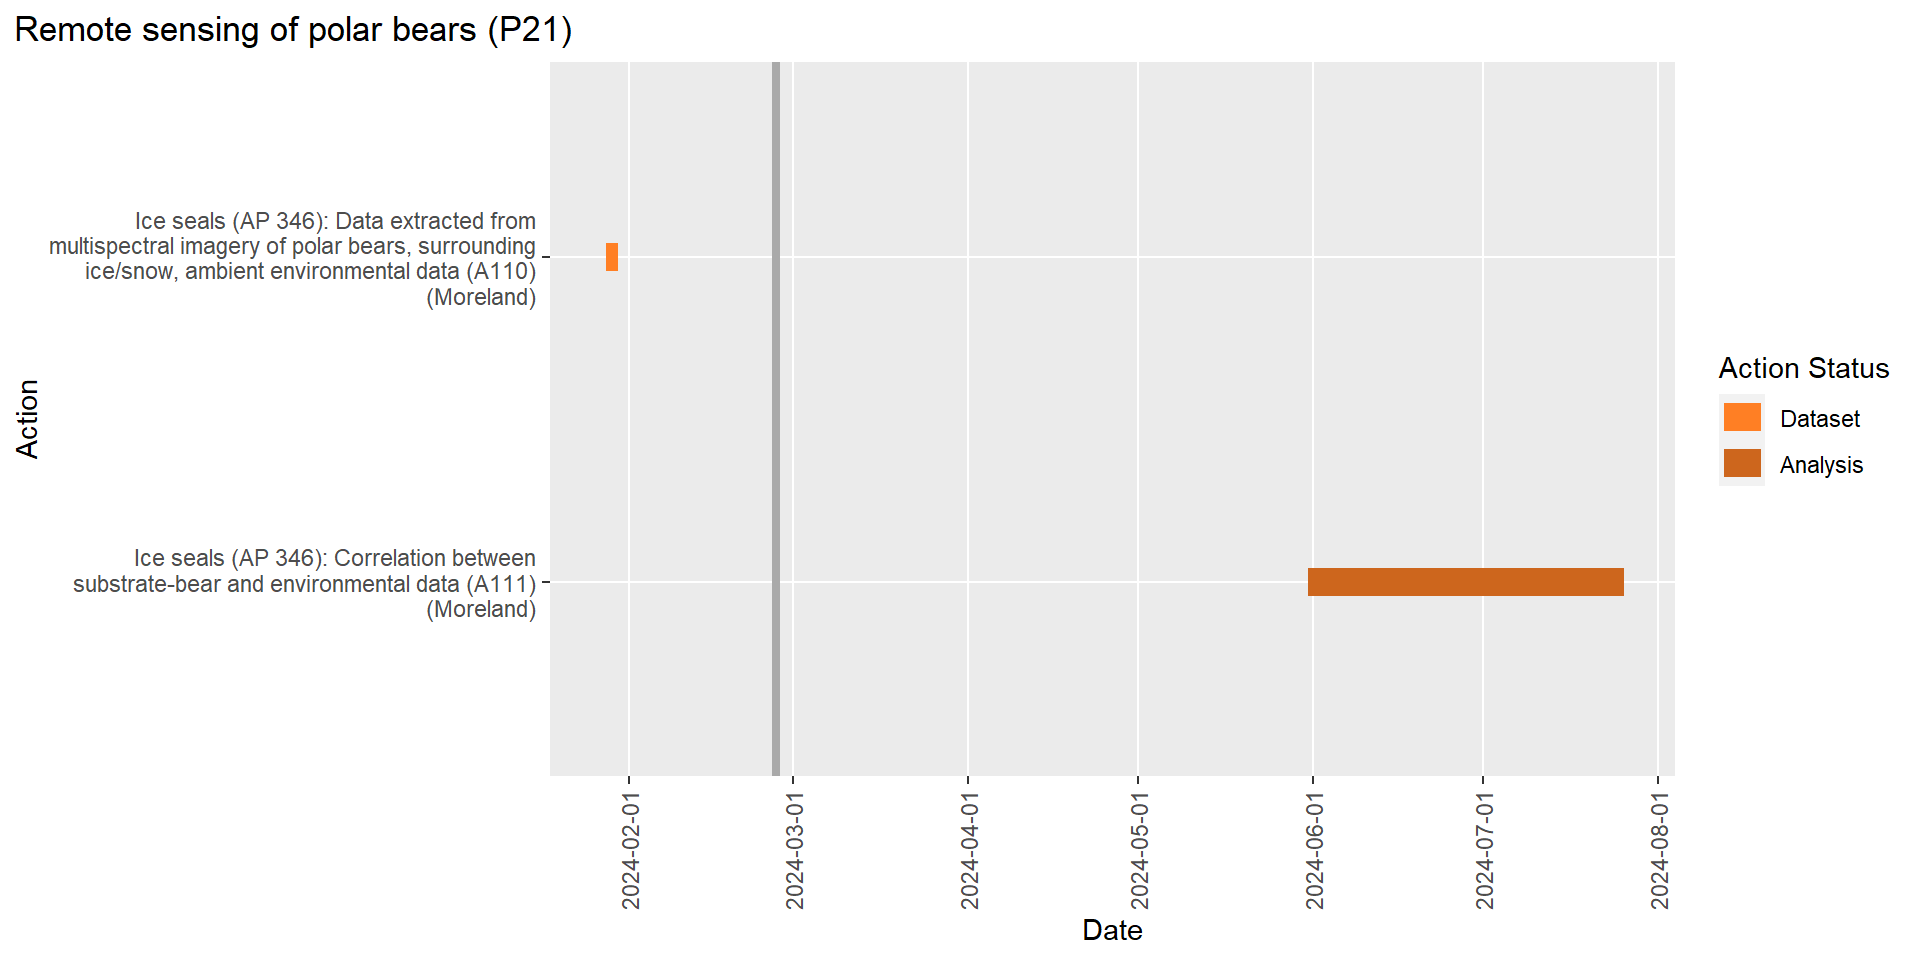 Remote sensing of polar bears (P21)
Ice seals (AP 346): Data extracted from
multispectral imagery of polar bears, surrounding
ice/snow, ambient environmental data (A110)
(Moreland)
Action
Ice seals (AP 346): Correlation between
substrate-bear and environmental data (A111)
(Moreland)
2024-02-01
2024-03-01
2024-04-01
2024-05-01
2024-06-01
2024-07-01
2024-08-01
Date
Action Status
Dataset
Analysis